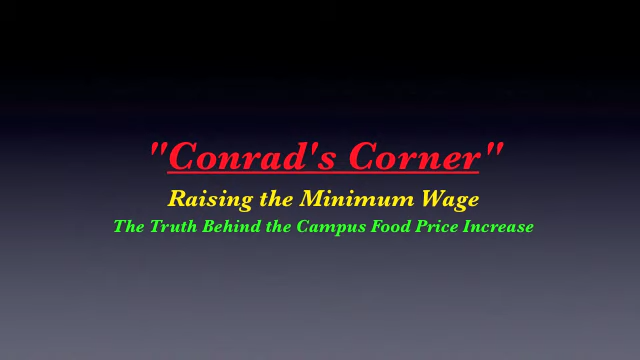 "Conrad's Corner"
Raising the Minimum Wage
The Truth Behind the Campus Food Price Increase